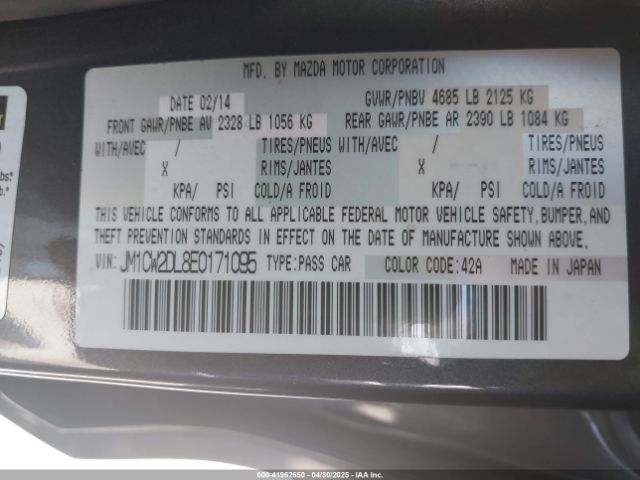 MFD. BY MAZDA MOTOR CORPORATION
DATE 02/14 GVWR/PNBV 4685 LB 2125 KG
FRONT GAWR/PNBE AV 2328 LB 1056 KG REAR GAWR/PNBE AR 2390 LB 1084 KG
WITH/AVEC / TIRES/PNEUS WITH/AVEC / TIRES/PNEUS
X RIMS/JANTES X RIMS/JANTES
KPA/ PSI COLD/A FROID KPA/ PSI COLD/A FROID
THIS VEHICLE CONFORMS TO ALL APPLICABLE FEDERAL MOTOR VEHICLE SAFETY, BUMPER, AND
THEFT PREVENTION STANDARDS IN EFFECT ON THE DATE OF MANUFACTURE SHOWN ABOVE.
VIN: JM1CW2DL8E0171095 TYPE: PASS CAR COLOR CODE: 42A MADE IN JAPAN
000-41962650 - 04/30/2025 - IAAI.COM